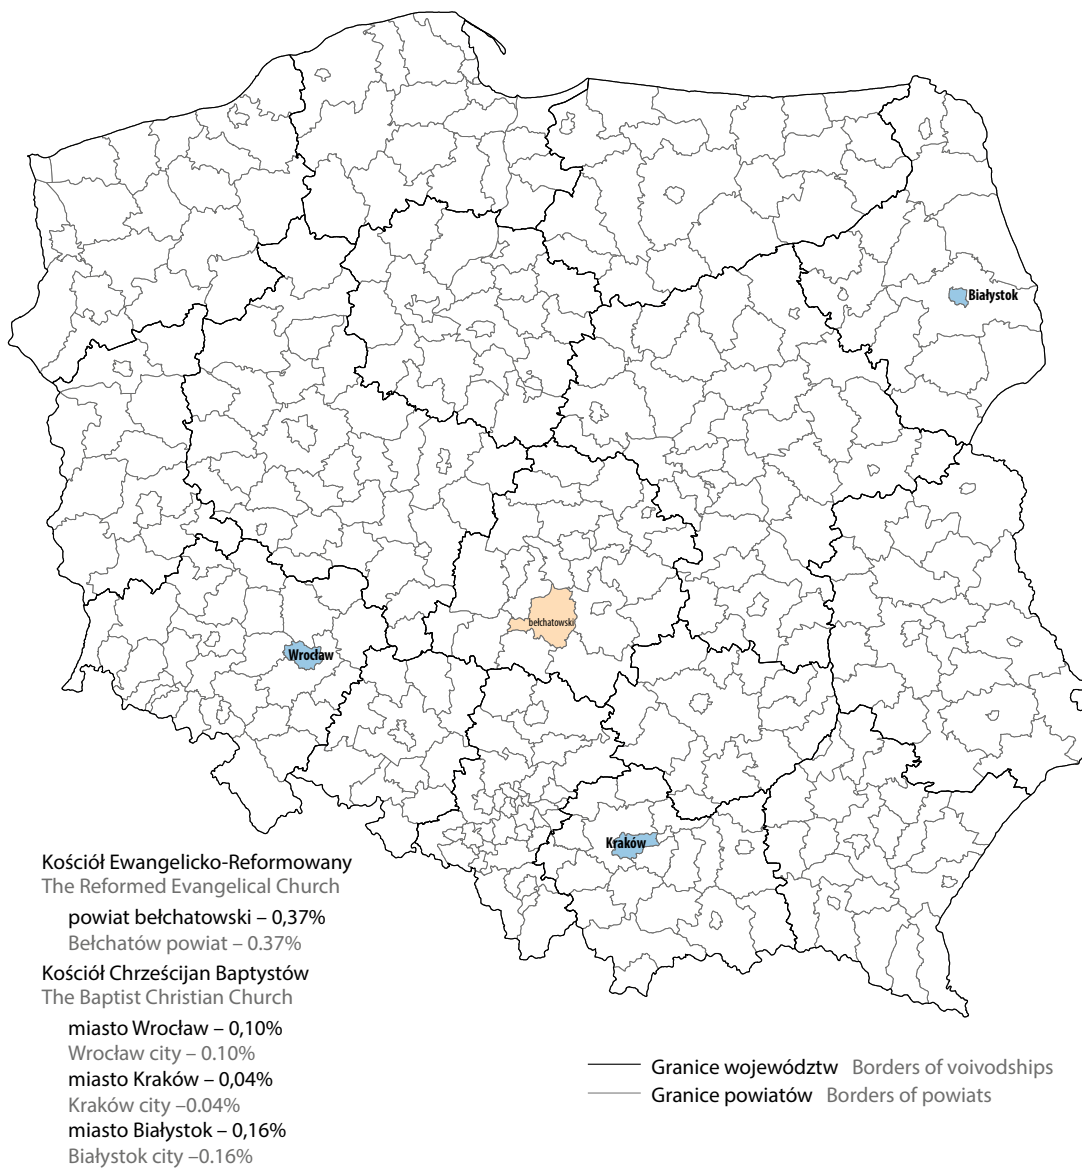 Białystok
bełchatowski
Wrocław
Kraków
Kościół Ewangelicko-Reformowany
The Reformed Evangelical Church
powiat bełchatowski – 0,37%
Bełchatów powiat – 0.37%
Kościół Chrześcijan Baptystów
The Baptist Christian Church
miasto Wrocław – 0,10%
Wrocław city – 0.10%
miasto Kraków – 0,04%
Kraków city –0.04%
miasto Białystok – 0,16%
Białystok city –0.16%
Granice województw Borders of voivodships
Granice powiatów Borders of powiats